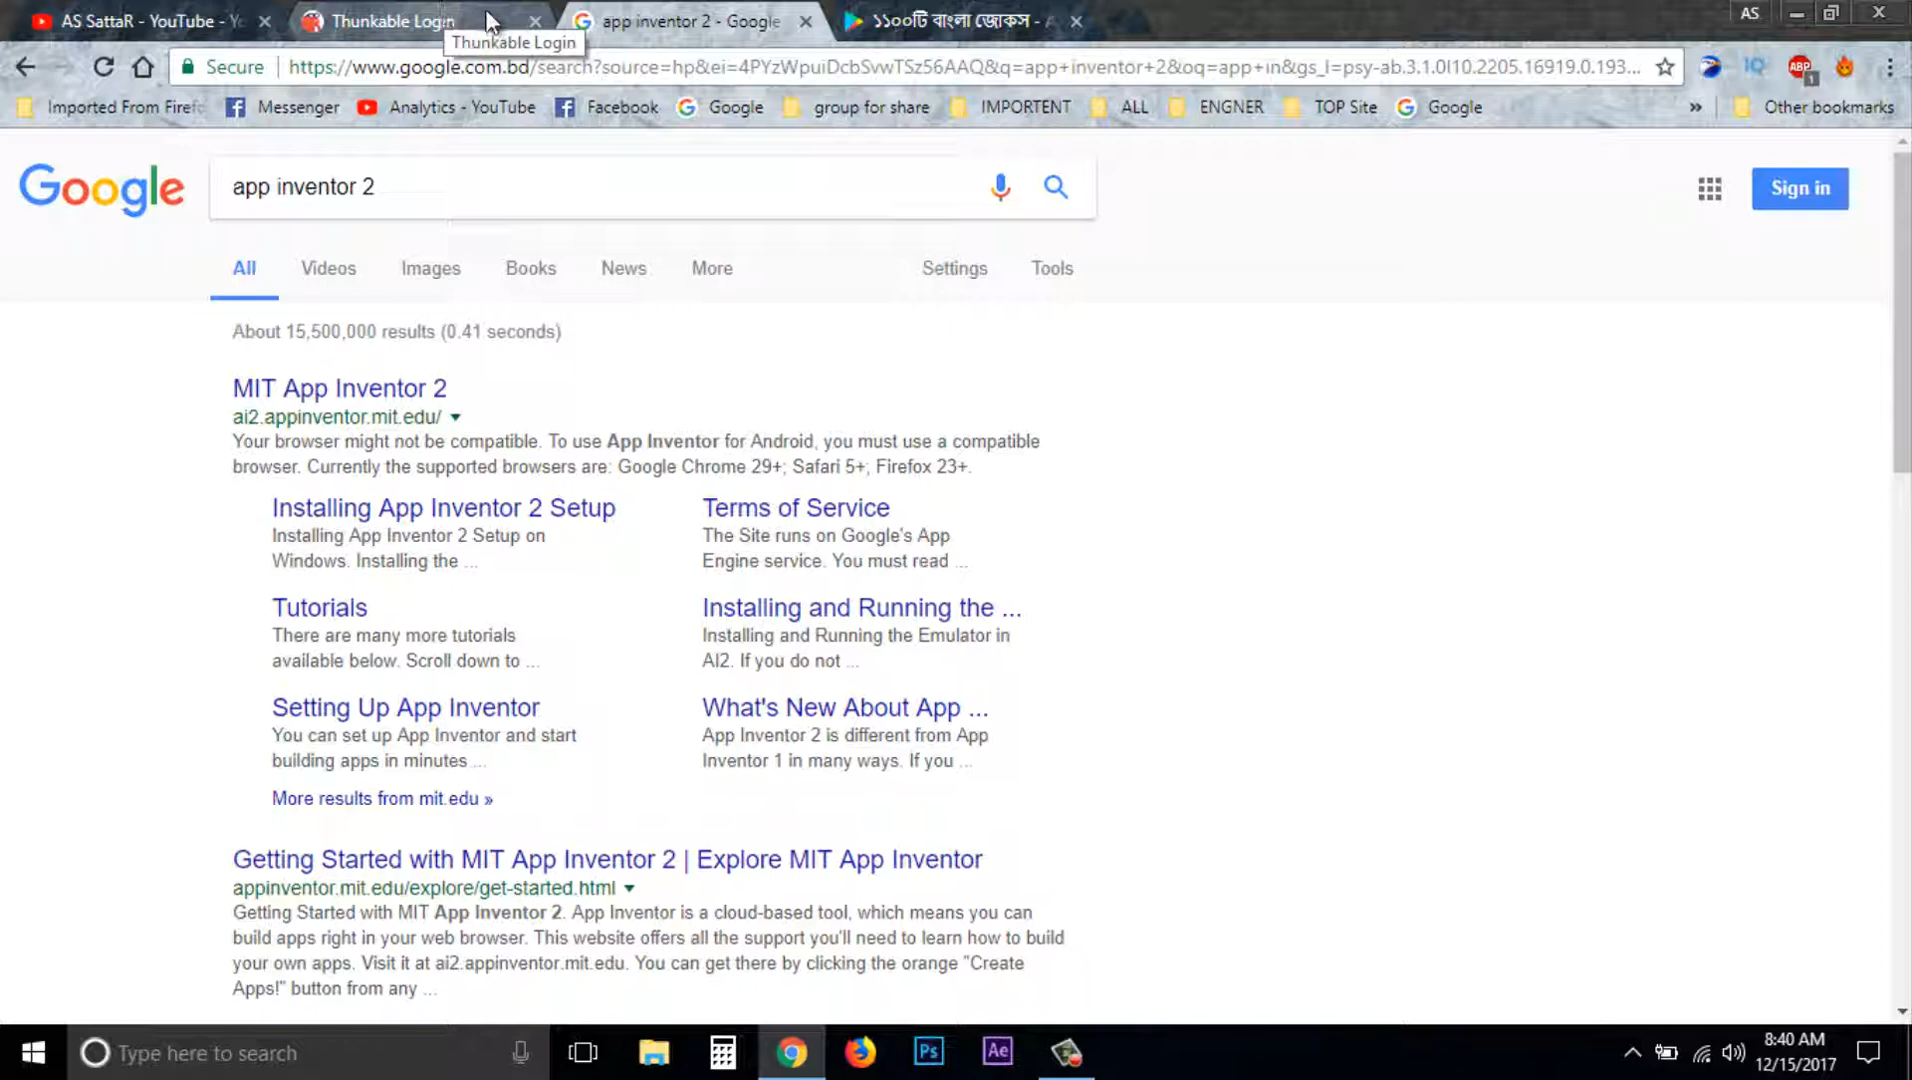 AS SattaR - YouTube - Yo
Thunkable Login
app inventor 2 - Google
১১০০টি বাংলা জোকস - A
AS
Thunkable Login
Secure
https://www.google.com.bd/search?source=hp&ei=4PYzWpuiDcbSvwTSz56AAQ&q=app+inventor+2&oq=app+in&gs_l=psy-ab.3.1.0l10.2205.16919.0.193...
IQ
ABP
1
Imported From Firefo
Messenger
Analytics - YouTube
Facebook
Google
group for share
IMPORTENT
ALL
ENGNER
TOP Site
Google
»
Other bookmarks
Google
app inventor 2
Sign in
All
Videos
Images
Books
News
More
Settings
Tools
About 15,500,000 results (0.41 seconds)
MIT App Inventor 2
ai2.appinventor.mit.edu/
Your browser might not be compatible. To use App Inventor for Android, you must use a compatible
browser. Currently the supported browsers are: Google Chrome 29+; Safari 5+; Firefox 23+.
Installing App Inventor 2 Setup
Installing App Inventor 2 Setup on
Windows. Installing the ...
Terms of Service
The Site runs on Google's App
Engine service. You must read ...
Tutorials
There are many more tutorials
available below. Scroll down to ...
Installing and Running the ...
Installing and Running the Emulator in
AI2. If you do not ...
Setting Up App Inventor
You can set up App Inventor and start
building apps in minutes ...
What's New About App ...
App Inventor 2 is different from App
Inventor 1 in many ways. If you ...
More results from mit.edu »
Getting Started with MIT App Inventor 2 | Explore MIT App Inventor
appinventor.mit.edu/explore/get-started.html
Getting Started with MIT App Inventor 2. App Inventor is a cloud-based tool, which means you can
build apps right in your web browser. This website offers all the support you'll need to learn how to build
your own apps. Visit it at ai2.appinventor.mit.edu. You can get there by clicking the orange "Create
Apps!" button from any ...
Type here to search
Ps
Ae
8:40 AM
12/15/2017